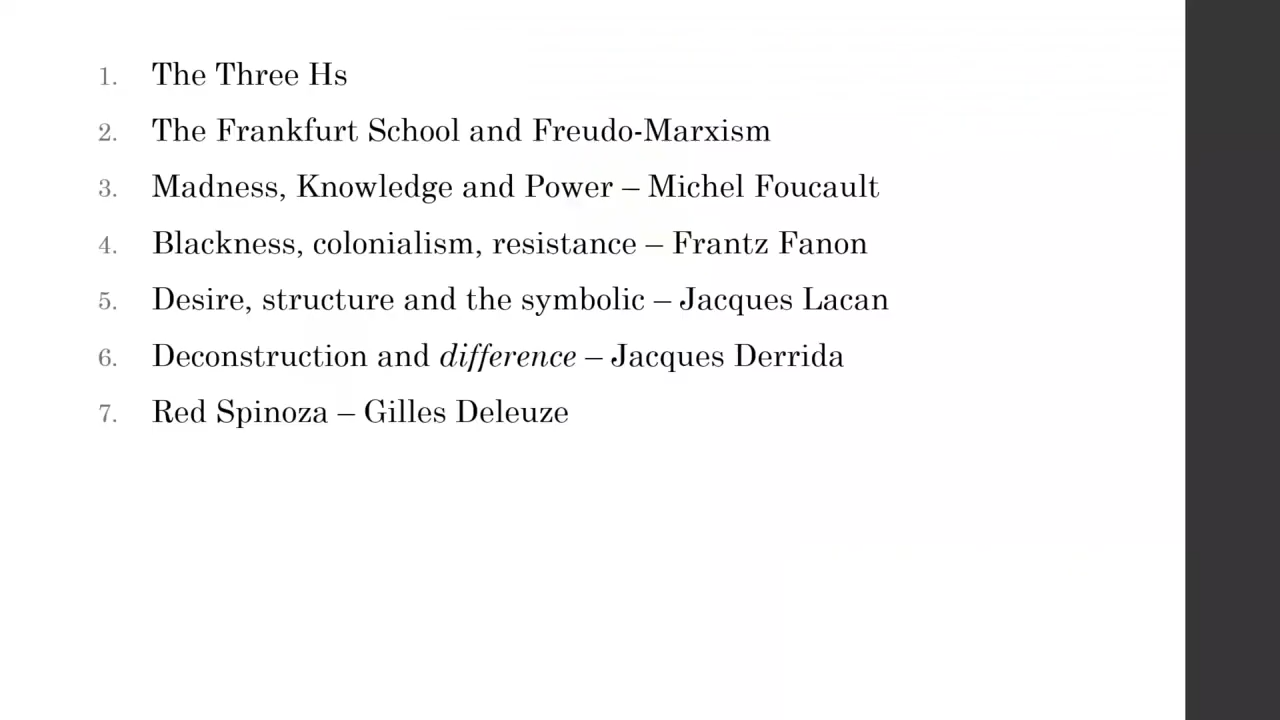 1. The Three Hs
2. The Frankfurt School and Freudo-Marxism
3. Madness, Knowledge and Power – Michel Foucault
4. Blackness, colonialism, resistance – Frantz Fanon
5. Desire, structure and the symbolic – Jacques Lacan
6. Deconstruction and difference – Jacques Derrida
7. Red Spinoza – Gilles Deleuze